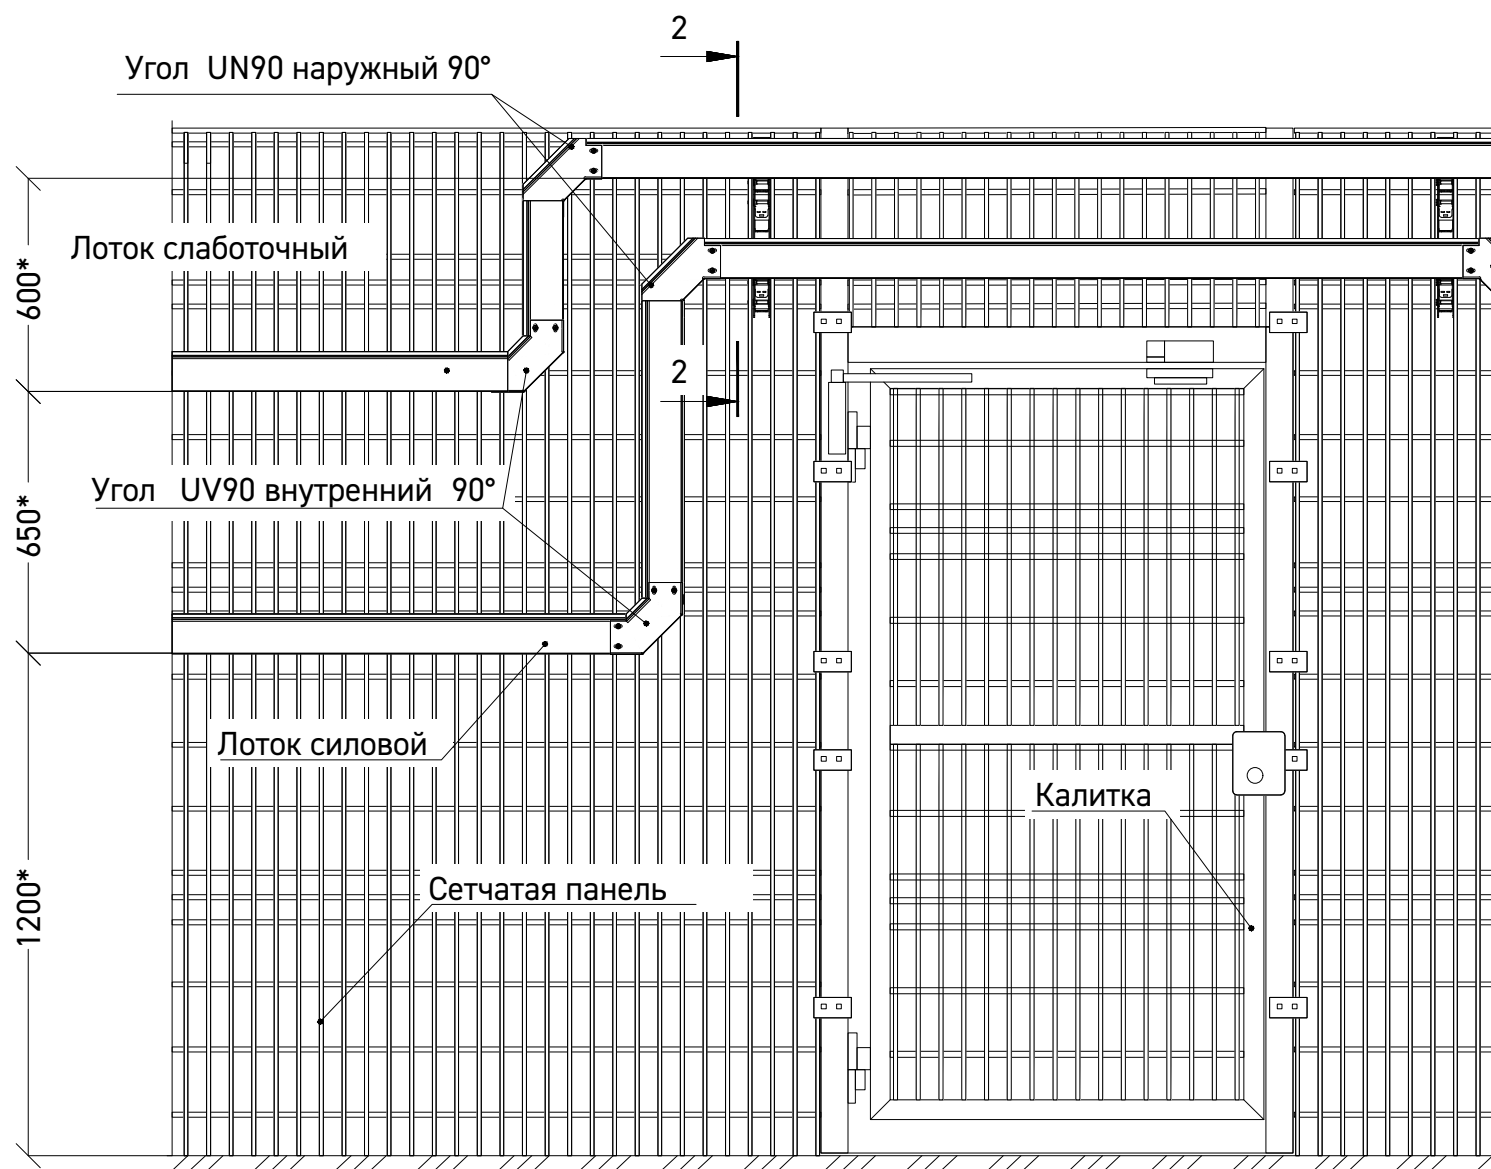 2
Угол UN90 наружный 90°
Лоток слаботочный
600*
2
Угол UV90 внутренний 90°
650*
Лоток силовой
Калитка
Сетчатая панель
1200*